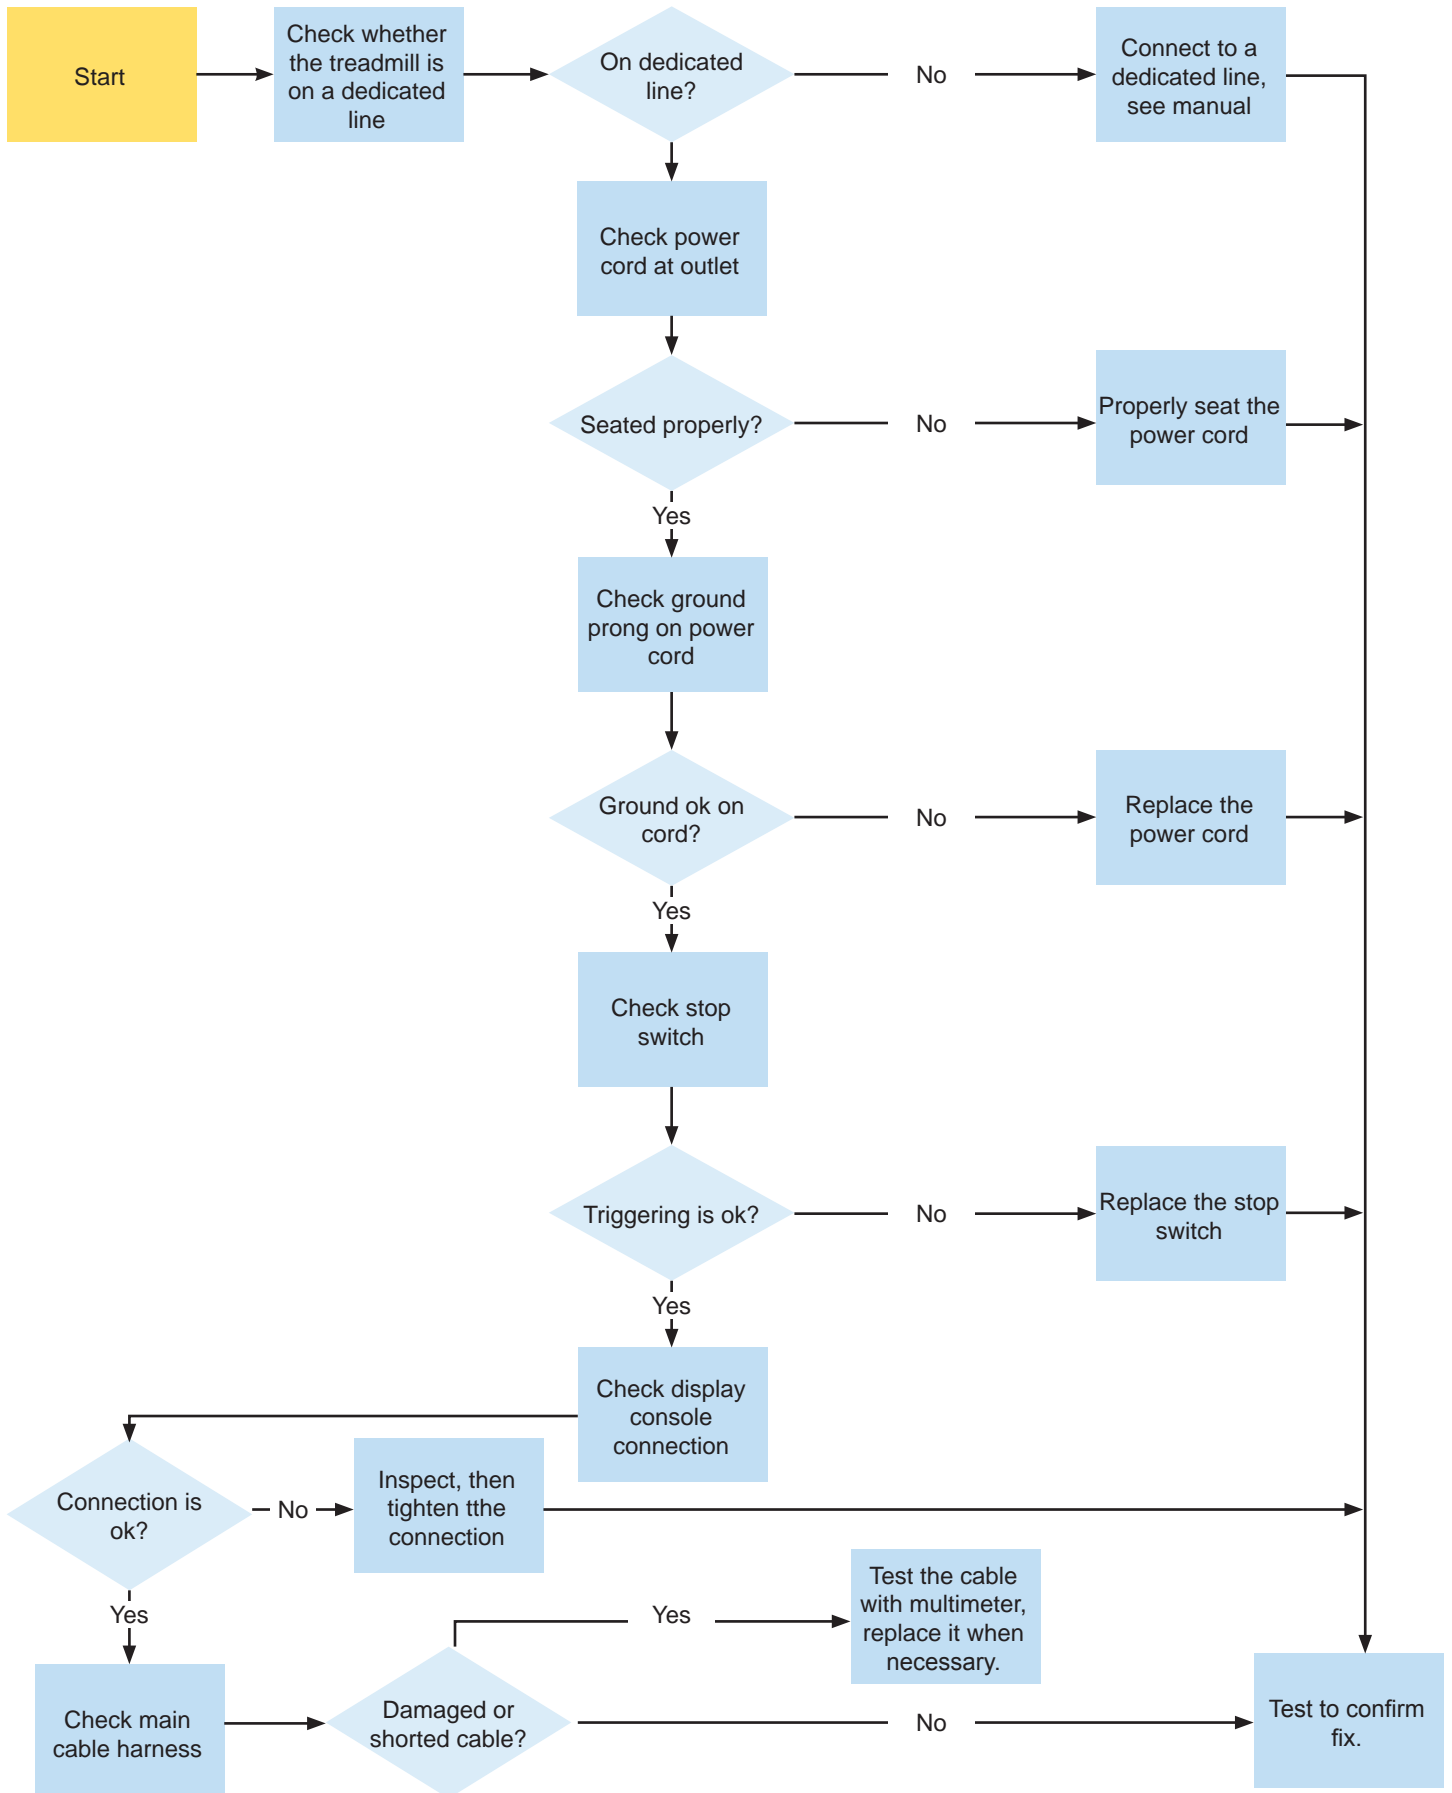 Start
Check whether
the treadmill is
on a dedicated
line
On dedicated
line?
No
Connect to a
dedicated line,
see manual
Check power
cord at outlet
Seated properly?
No
Properly seat the
power cord
Yes
Check ground
prong on power
cord
Ground ok on
cord?
No
Replace the
power cord
Yes
Check stop
switch
Triggering is ok?
No
Replace the stop
switch
Yes
Check display
console
connection
Connection is
ok?
No
Inspect, then
tighten tthe
connection
Yes
Check main
cable harness
Damaged or
shorted cable?
Yes
Test the cable
with multimeter,
replace it when
necessary.
No
Test to confirm
fix.